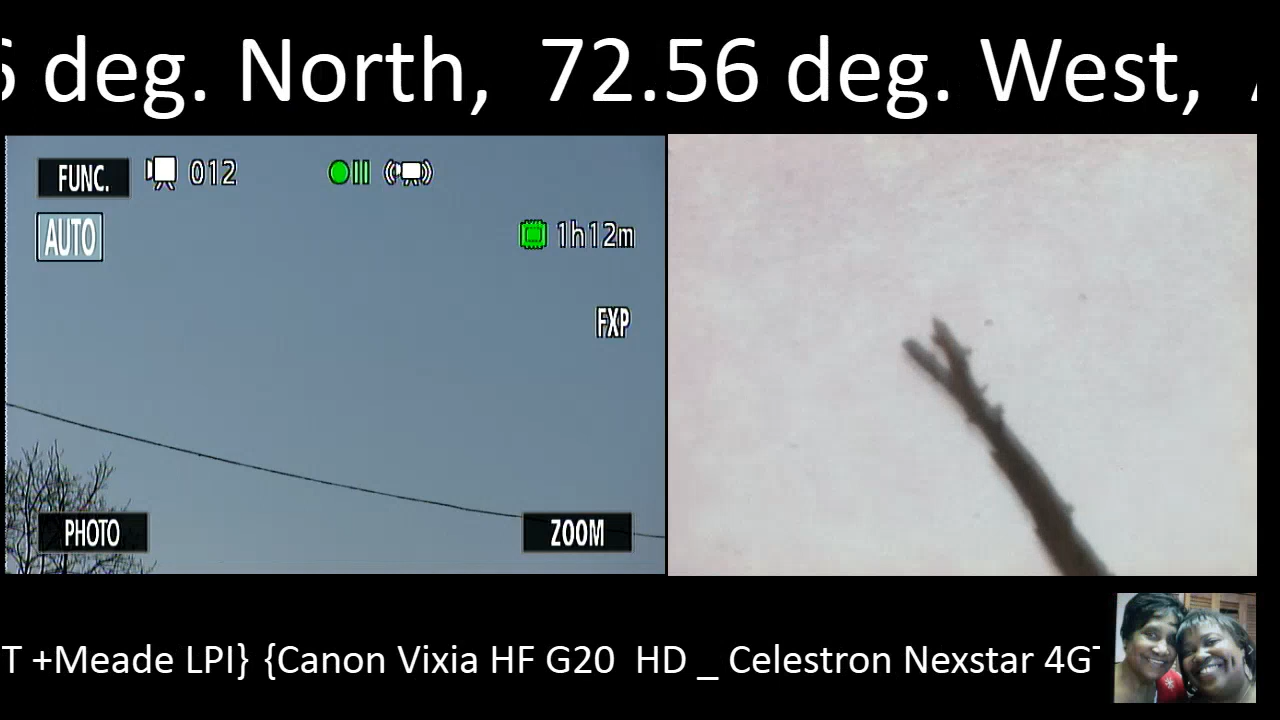 deg. North, 72.56 deg. West,
FUNC. 012
AUTO
1h12m
FXP
PHOTO
ZOOM
T +Meade LPI} {Canon Vixia HF G20 HD _ Celestron Nexstar 4G